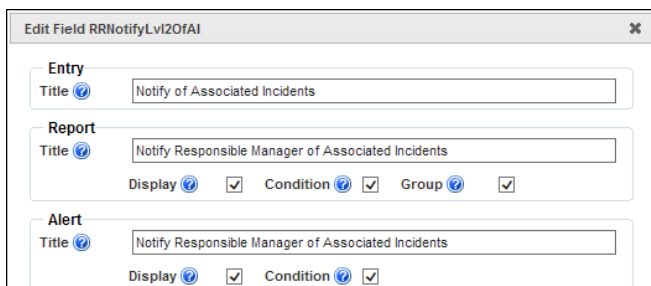 Edit Field RRNotifyLvl2OfAI
Entry
Title Notify of Associated Incidents
Report
Title Notify Responsible Manager of Associated Incidents
Display Condition Group
Alert
Title Notify Responsible Manager of Associated Incidents
Display Condition